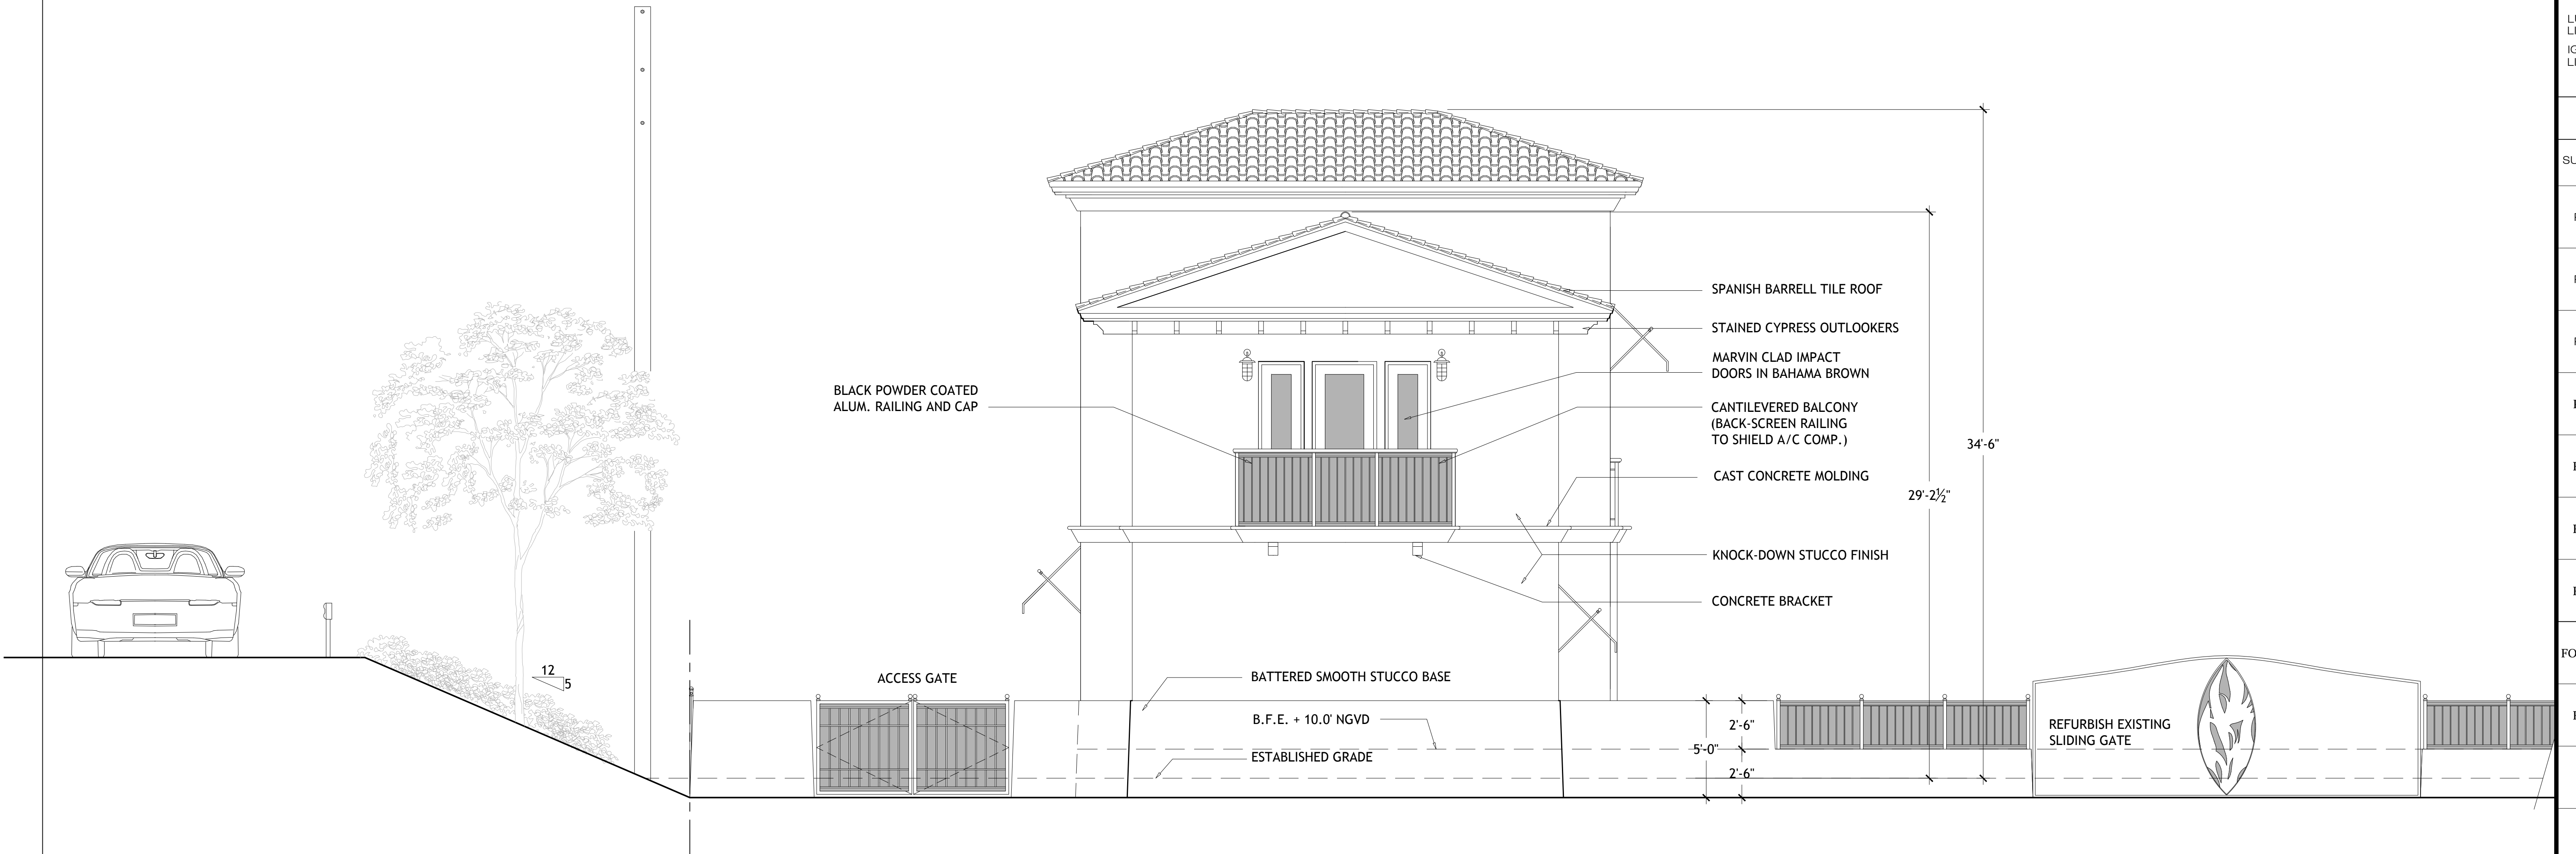 SPANISH BARRELL TILE ROOF
STAINED CYPRESS OUTLOOKERS
MARVIN CLAD IMPACT
DOORS IN BAHAMA BROWN
BLACK POWDER COATED
ALUM. RAILING AND CAP
CANTILEVERED BALCONY
(BACK-SCREEN RAILING
TO SHIELD A/C COMP.)
34'-6"
CAST CONCRETE MOLDING
29'-2½"
KNOCK-DOWN STUCCO FINISH
CONCRETE BRACKET
12
5
ACCESS GATE
BATTERED SMOOTH STUCCO BASE
B.F.E. + 10.0' NGVD
ESTABLISHED GRADE
2'-6"
5'-0"
2'-6"
REFURBISH EXISTING
SLIDING GATE